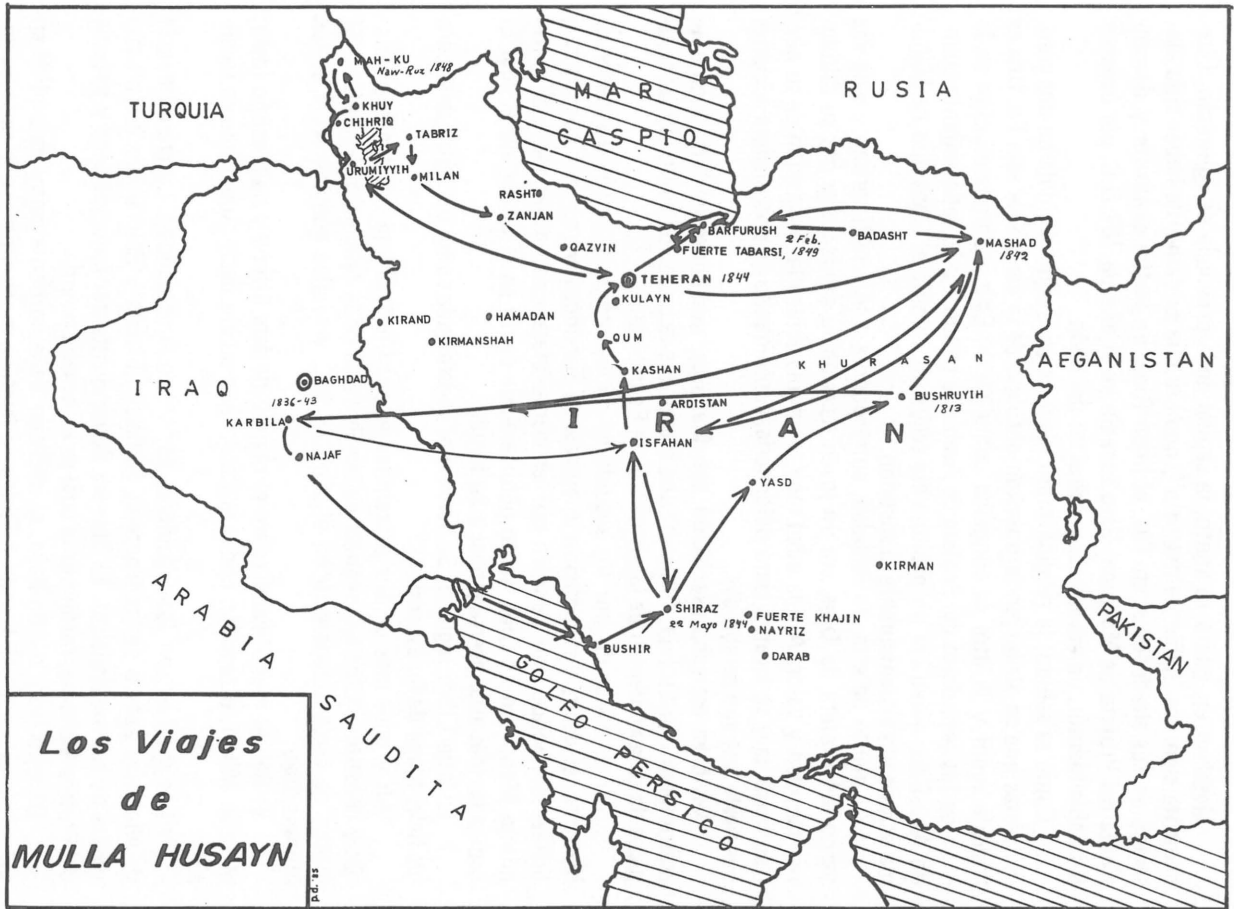 MAH-KU
Naw-Ruz 1848
TURQUIA
KHUY
CHIHRIQ
TABRIZ
URUMIYYIH
MILAN
MAR
CASPIO
RUSIA
RASHT
ZANJAN
QAZVIN
BARFURUSH
FUERTE TABARSI,
2 Feb.
1849
BADASHT
MASHAD
1842
TEHERAN 1844
KULAYN
KIRAND
HAMADAN
KIRMANSHAH
QUM
KASHAN
KHURASAN
AFGANISTAN
IRAQ
BAGHDAD
1836-43
KARBILA
NAJAF
ARDISTAN
IRAN
BUSHRUYIH
1813
ISFAHAN
YASD
KIRMAN
SHIRAZ
22 Mayo 1844
FUERTE KHAJIN
NAYRIZ
DARAB
BUSHIR
PAKISTAN
ARABIA SAUDITA
GOLFO PERSICO
Los Viajes
de
MULLA HUSAYN
p.d. '85